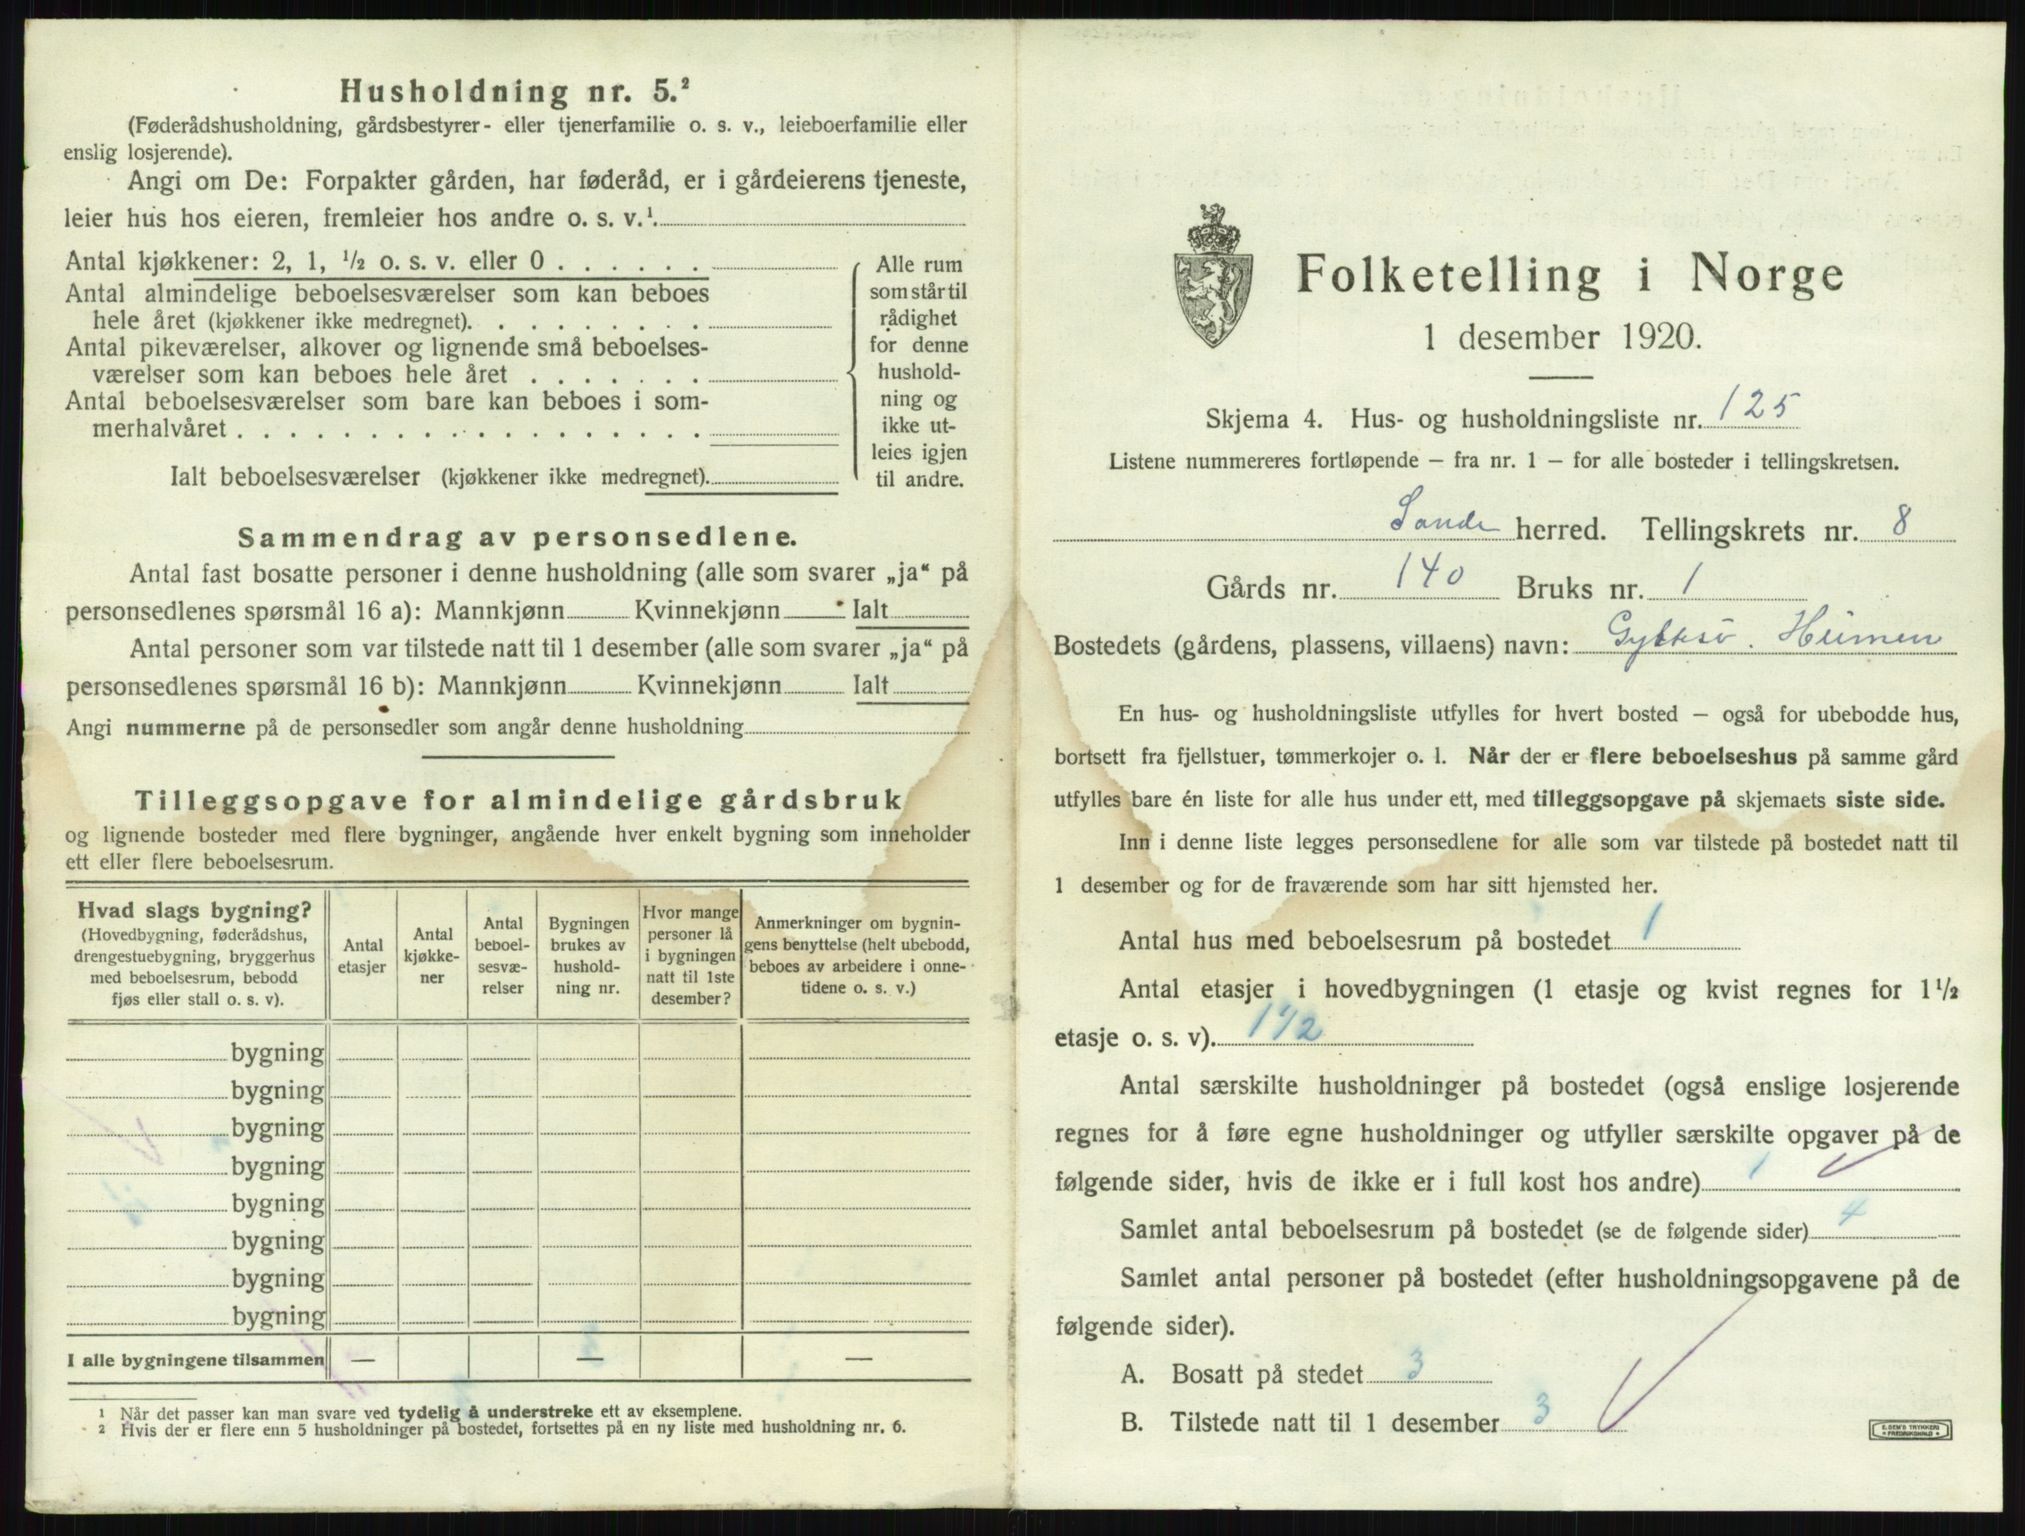 Husholdning nr. 5.²
(Føderådshusholdning, gårdsbestyrer- eller tjenerfamilie o. s. v., leieboerfamilie eller
enslig losjerende).
Angi om De: Forpakter gården, har føderåd, er i gårdeierens tjeneste,
leier hus hos eieren, fremleier hos andre o. s. v.¹.
Antal kjøkkener: 2, 1, ½ o. s. v. eller 0 . . . . . .
Antal almindelige beboelsesværelser som kan beboes
hele året (kjøkkener ikke medregnet). . . . . . . . .
Antal pikeværelser, alkover og lignende små beboelses-
værelser som kan beboes hele året . . . . . . .
Antal beboelsesværelser som bare kan beboes i som-
merhalvåret . . . . . . . . . . . . . . . . . .
Ialt beboelsesværelser (kjøkkener ikke medregnet).
Alle rum
som står til
rådighet
for denne
hushold-
ning og
ikke ut-
leies igjen
til andre.
Sammendrag av personsedlene.
Antal fast bosatte personer i denne husholdning (alle som svarer „ja“ på
personsedlenes spørsmål 16 a): Mannkjønn Kvinnekjønn Ialt
Antal personer som var tilstede natt til 1 desember (alle som svarer „ja“ på
personsedlenes spørsmål 16 b): Mannkjønn Kvinnekjønn Ialt
Angi nummerne på de personsedler som angår denne husholdning
Tilleggsopgave for almindelige gårdsbruk
og lignende bosteder med flere bygninger, angående hver enkelt bygning som inneholder
ett eller flere beboelsesrum.
Hvad slags bygning?
(Hovedbygning, føderådshus,
drengestuebygning, bryggerhus
med beboelsesrum, bebodd
fjøs eller stall o. s. v).
Antal
etasjer
Antal
kjøkke-
ner
Antal
beboel-
sesvæ-
relser
Bygningen
brukes av
hushold-
ning nr.
Hvor mange
personer lå
i bygningen
natt til 1ste
desember?
Anmerkninger om bygnin-
gens benyttelse (helt ubebodd,
beboes av arbeidere i onne-
tidene o. s. v.)
bygning
bygning
bygning
bygning
bygning
bygning
bygning
bygning
I alle bygningene tilsammen — — —
¹ Når det passer kan man svare ved tydelig å understreke ett av eksemplene.
² Hvis der er flere enn 5 husholdninger på bostedet, fortsettes på en ny liste med husholdning nr. 6.
Folketelling i Norge
1 desember 1920.
Skjema 4. Hus- og husholdningsliste nr. 125
Listene nummereres fortløpende – fra nr. 1 – for alle bosteder i tellingskretsen.
Sande herred. Tellingskrets nr. 8
Gårds nr. 140 Bruks nr. 1
Bostedets (gårdens, plassens, villaens) navn: Heimen
En hus- og husholdningsliste utfylles for hvert bosted – også for ubebodde hus,
bortsett fra fjellstuer, tømmerkojer o. l. Når der er flere beboelseshus på samme gård
utfylles bare én liste for alle hus under ett, med tilleggsopgave på skjemaets siste side.
Inn i denne liste legges personsedlene for alle som var tilstede på bostedet natt til
1 desember og for de fraværende som har sitt hjemsted her.
Antal hus med beboelsesrum på bostedet 1
Antal etasjer i hovedbygningen (1 etasje og kvist regnes for 1½
etasje o. s. v). 1½
Antal særskilte husholdninger på bostedet (også enslige losjerende
regnes for å føre egne husholdninger og utfyller særskilte opgaver på de
følgende sider, hvis de ikke er i full kost hos andre) 1
Samlet antal beboelsesrum på bostedet (se de følgende sider) 4
Samlet antal personer på bostedet (efter husholdningsopgavene på de
følgende sider).
A. Bosatt på stedet 3
B. Tilstede natt til 1 desember 3